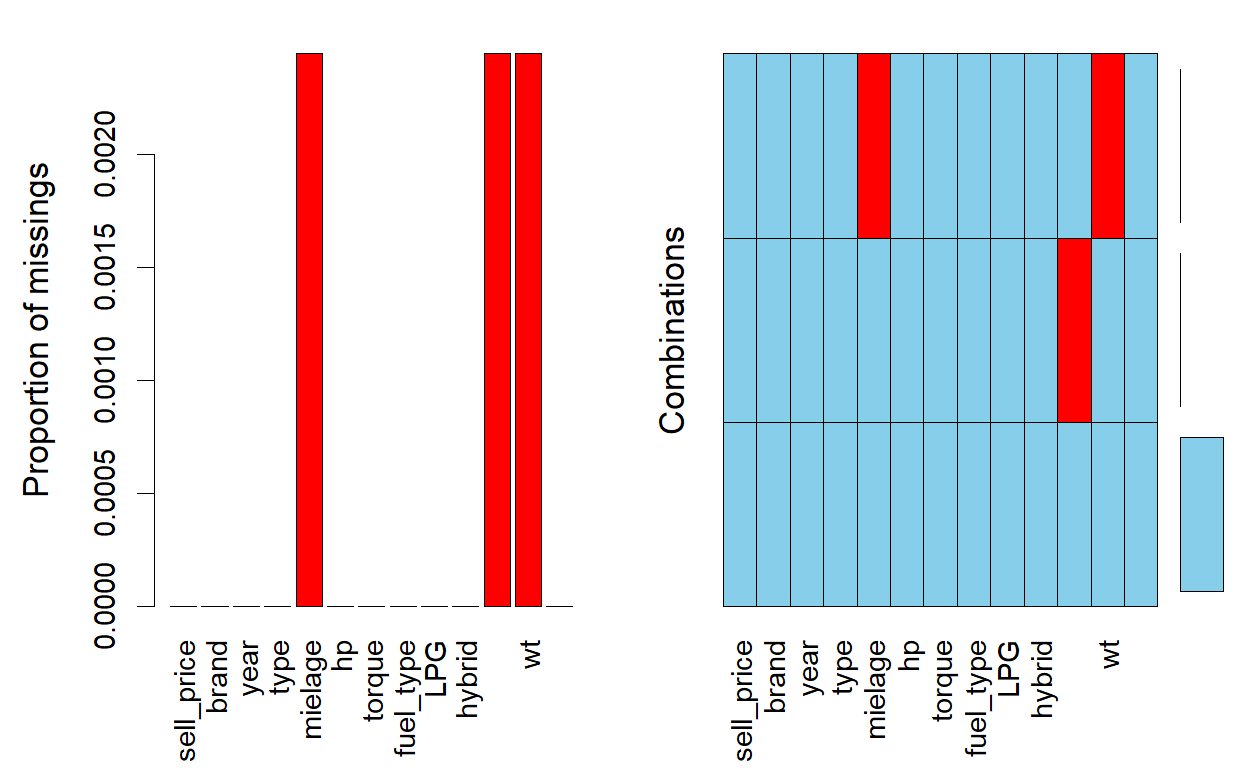 Proportion of missings
0.0020
0.0015
0.0010
0.0005
0.0000
sell_price
brand
year
type
mielage
hp
torque
fuel_type
LPG
hybrid
wt
Combinations
sell_price
brand
year
type
mielage
hp
torque
fuel_type
LPG
hybrid
wt